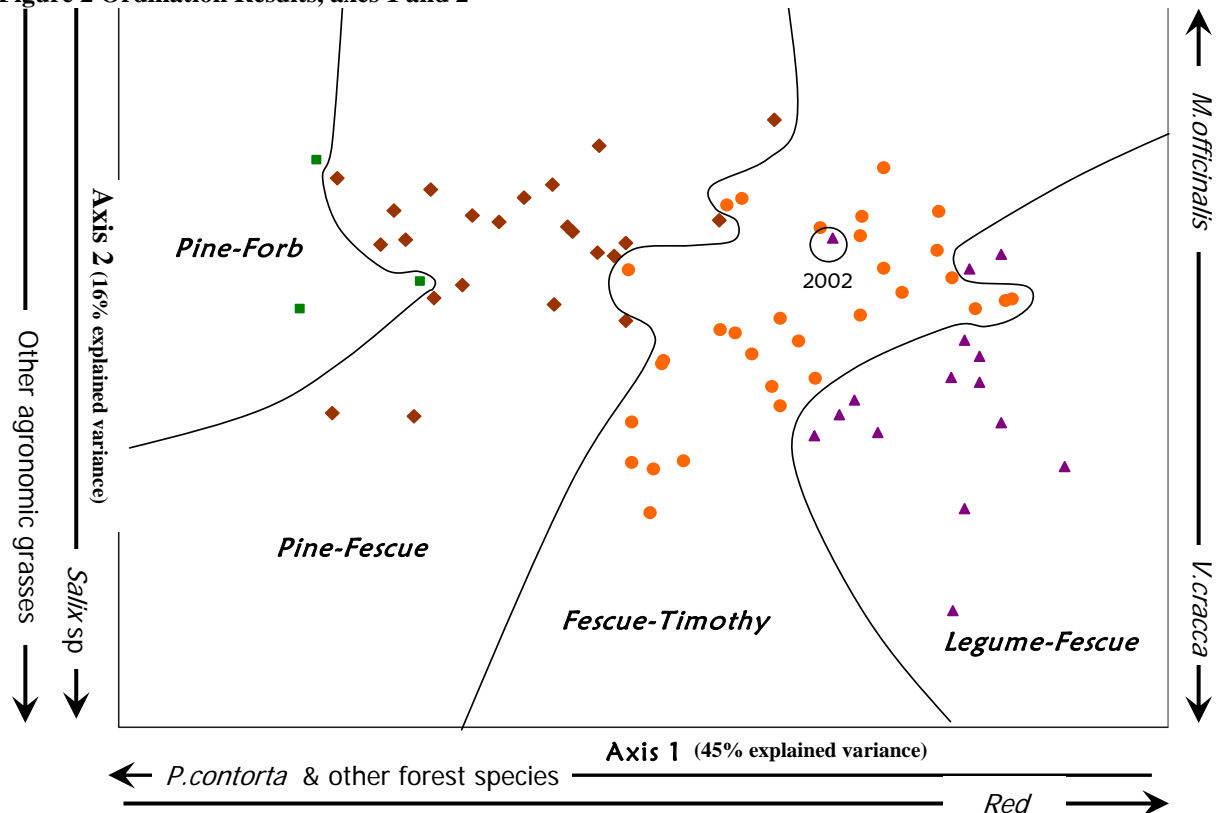 Figure 2 Ordination Results, axes 1 and 2
M.officinalis
Axis 2 (16% explained variance)
Pine-Forb
2002
Other agronomic grasses
Pine-Fescue
Salix sp
Fescue-Timothy
V.cracca
Legume-Fescue
Axis 1 (45% explained variance)
P.contorta & other forest species
Red